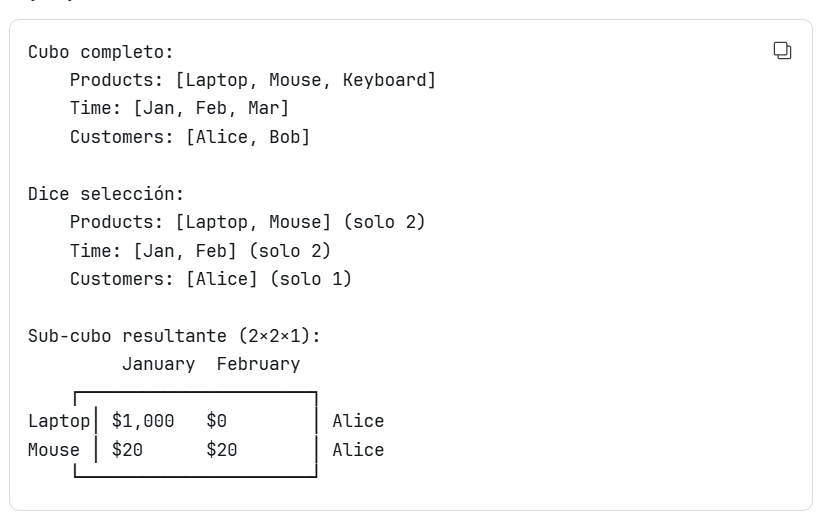 Cubo completo:
Products: [Laptop, Mouse, Keyboard]
Time: [Jan, Feb, Mar]
Customers: [Alice, Bob]
Dice selección:
Products: [Laptop, Mouse] (solo 2)
Time: [Jan, Feb] (solo 2)
Customers: [Alice] (solo 1)
Sub-cubo resultante (2×2×1):
January February
Laptop $1,000 $0 Alice
Mouse $20 $20 Alice